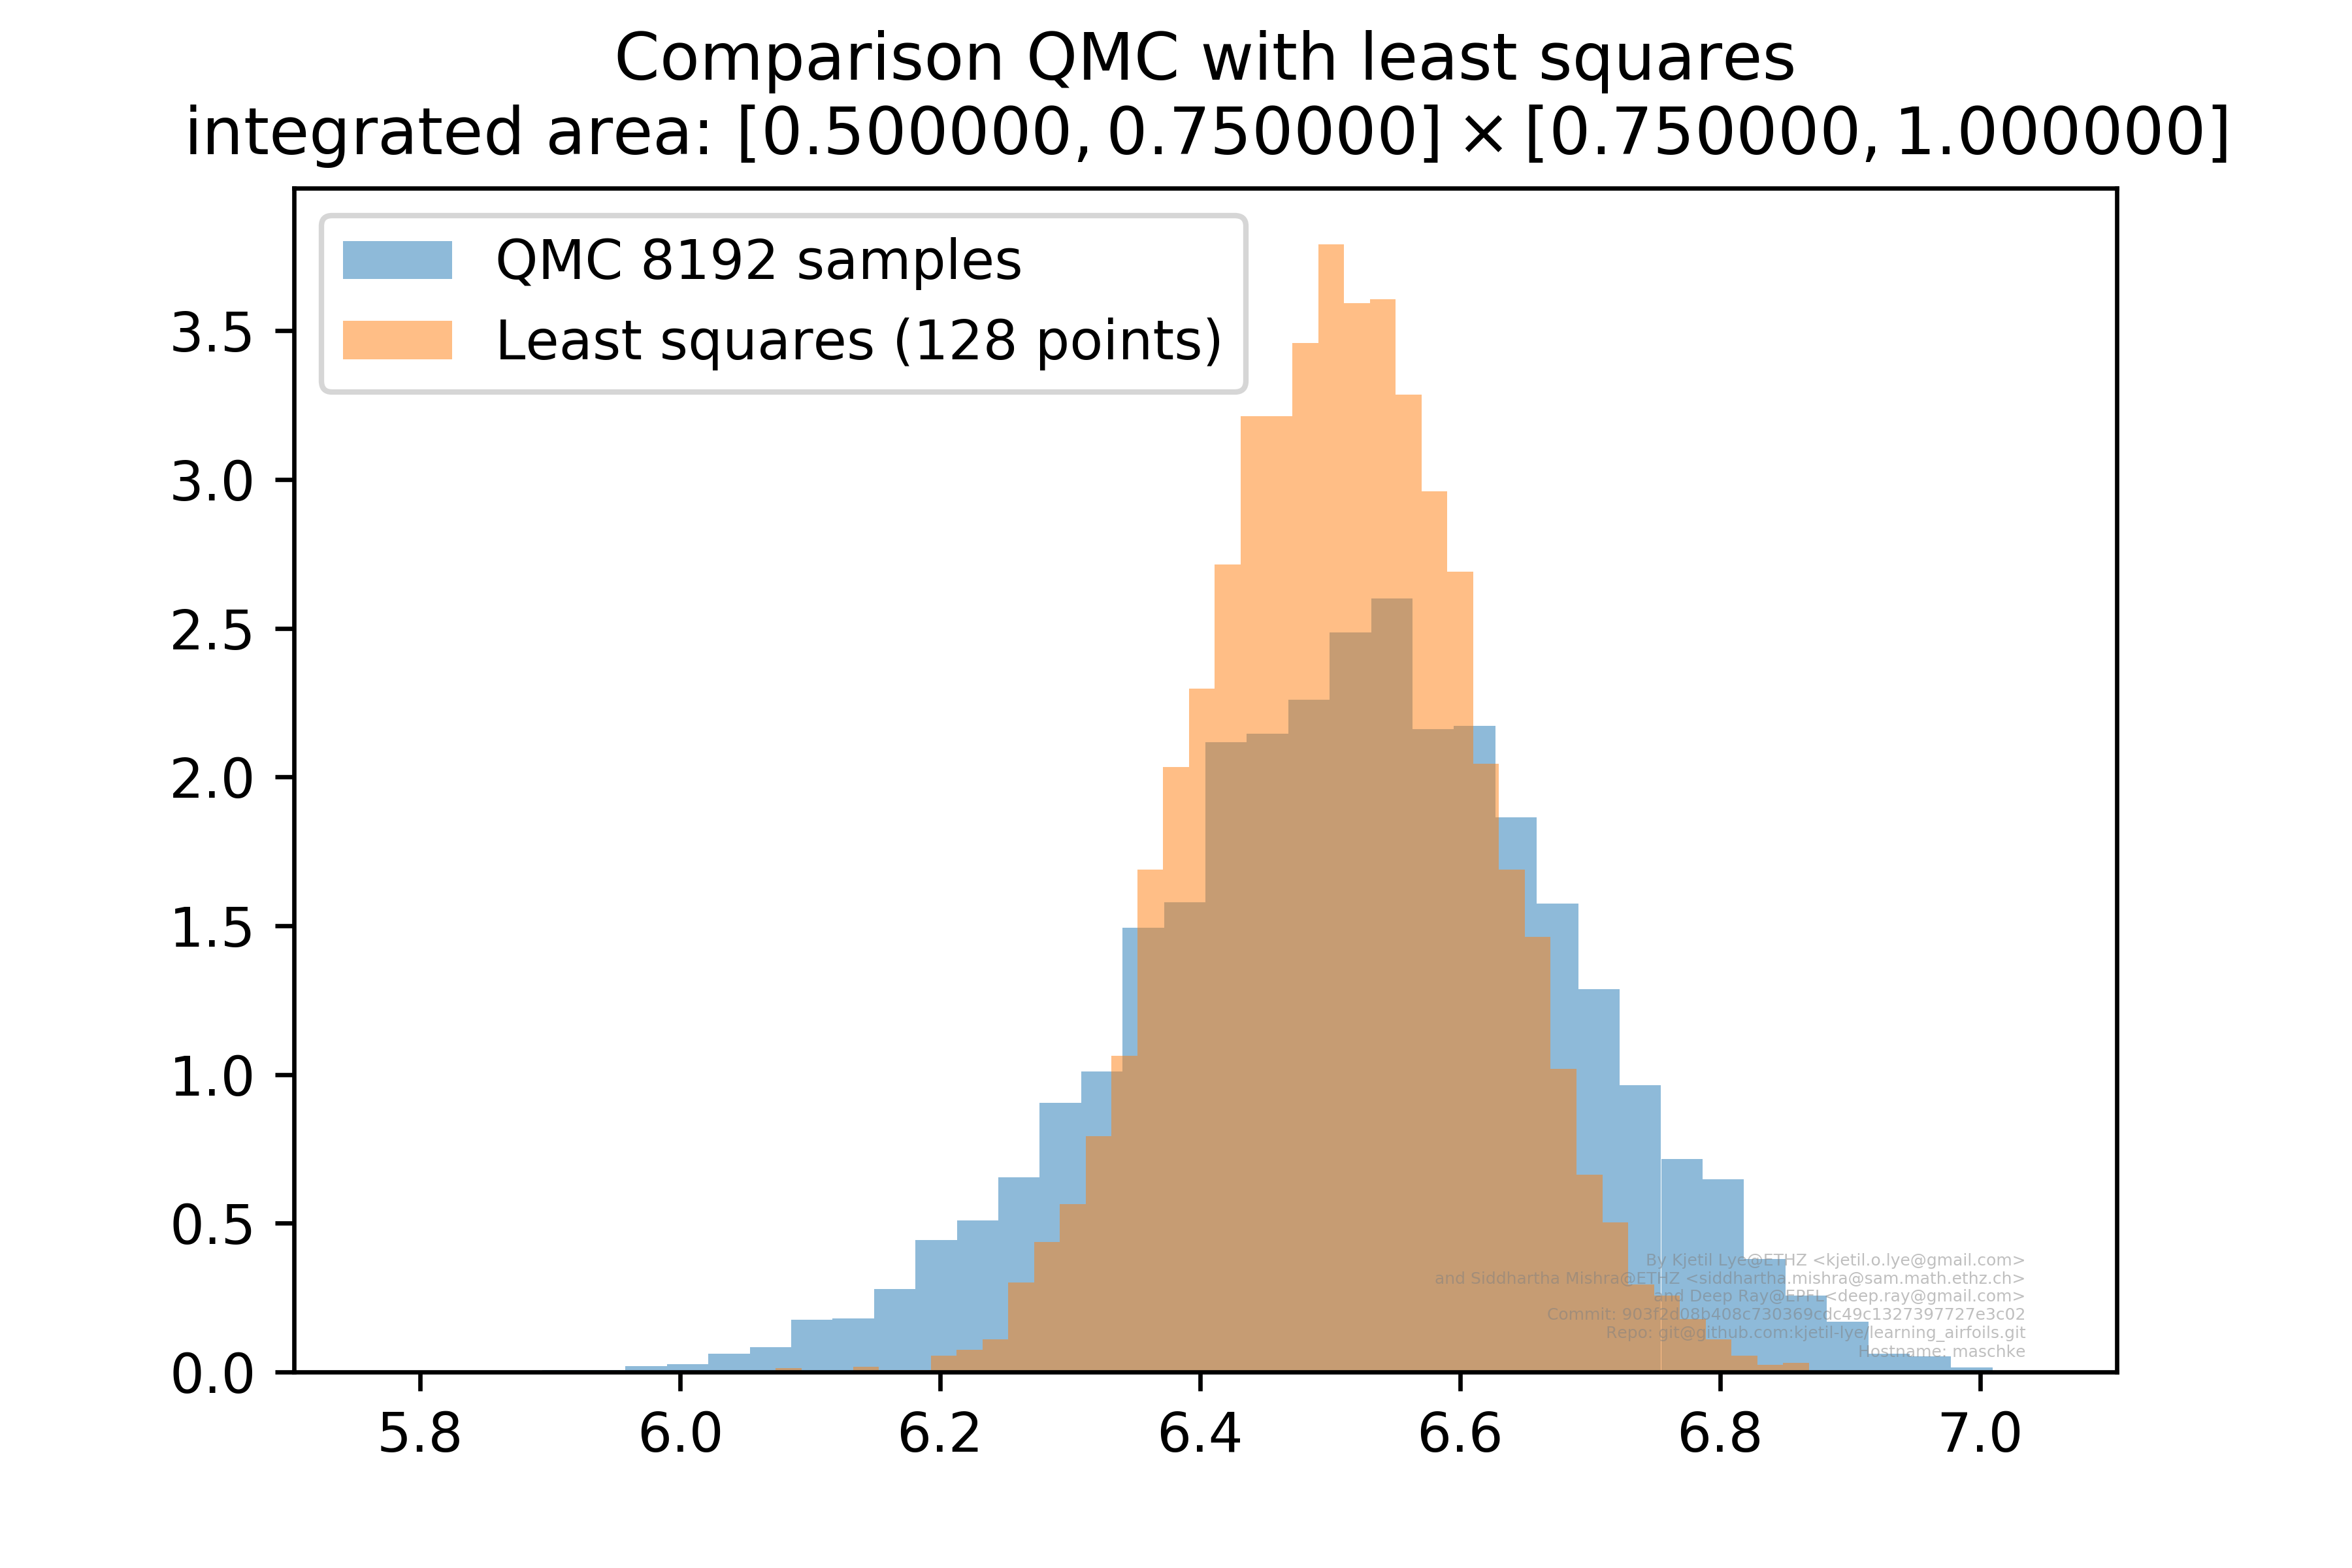 Comparison QMC with least squares
integrated area: [0.500000, 0.750000] × [0.750000, 1.000000]
QMC 8192 samples
Least squares (128 points)
3.5
3.0
2.5
2.0
1.5
1.0
0.5
0.0
By Kjetil Lye@ETHZ <kjetil.o.lye@gmail.com>
and Siddhartha Mishra@ETHZ <siddhartha.mishra@sam.math.ethz.ch>
and Deep Ray@EPFL<deep.ray@gmail.com>
Commit: 903f2d08b408c730369cdc49c1327397727e3c02
Repo: git@github.com:kjetil-lye/learning_airfoils.git
Hostname: maschke
5.8 6.0 6.2 6.4 6.6 6.8 7.0